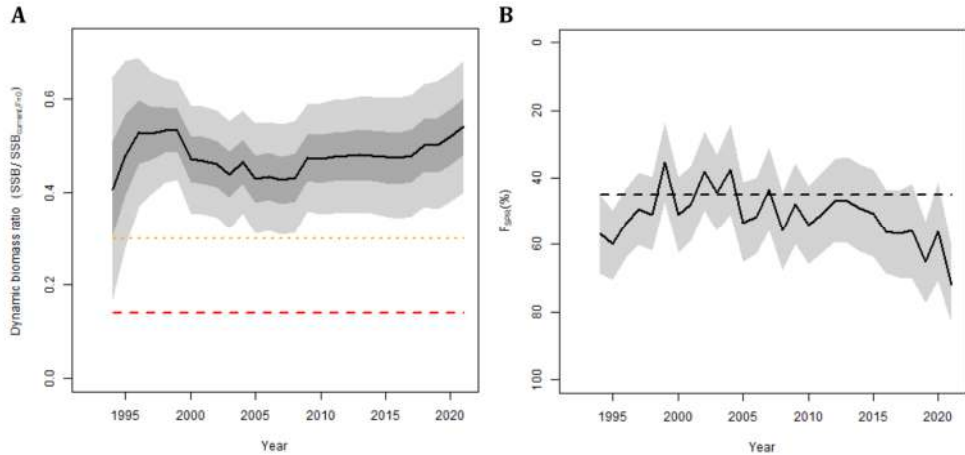 A
Dynamic biomass ratio (SSB/ SSBcurrent,F=0)
0.6
0.4
0.2
0.0
1995 2000 2005 2010 2015 2020
Year
B
FSPR(%)
0
20
40
60
80
100
1995 2000 2005 2010 2015 2020
Year